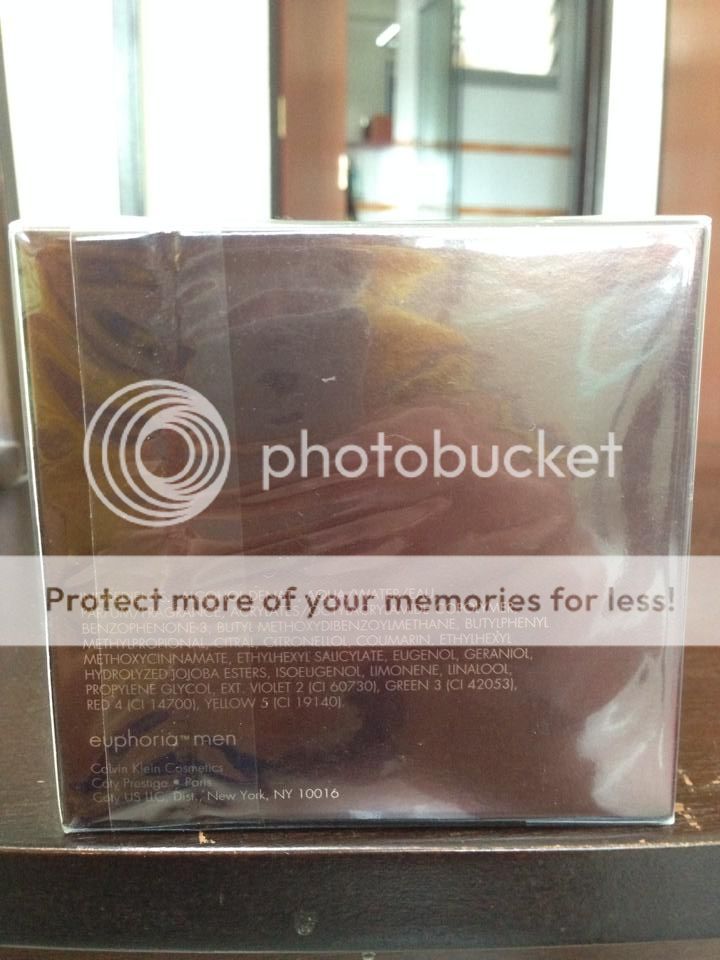 photobucket
Protect more of your memories for less!
AQUA/WATER/EAU,
BENZOPHENONE-3, BUTYL METHOXYDIBENZOYLMETHANE, BUTYLPHENYL
METHYLPROPIONAL, CITRAL, CITRONELLOL, COUMARIN, ETHYLHEXYL
METHOXYCINNAMATE, ETHYLHEXYL SALICYLATE, EUGENOL, GERANIOL,
HYDROLYZED JOJOBA ESTERS, ISOEUGENOL, LIMONENE, LINALOOL,
PROPYLENE GLYCOL, EXT. VIOLET 2 (CI 60730), GREEN 3 (CI 42053),
RED 4 (CI 14700), YELLOW 5 (CI 19140).
euphoria™ men
Calvin Klein Cosmetics
Coty Prestige • Paris
Coty US LLC, Dist., New York, NY 10016